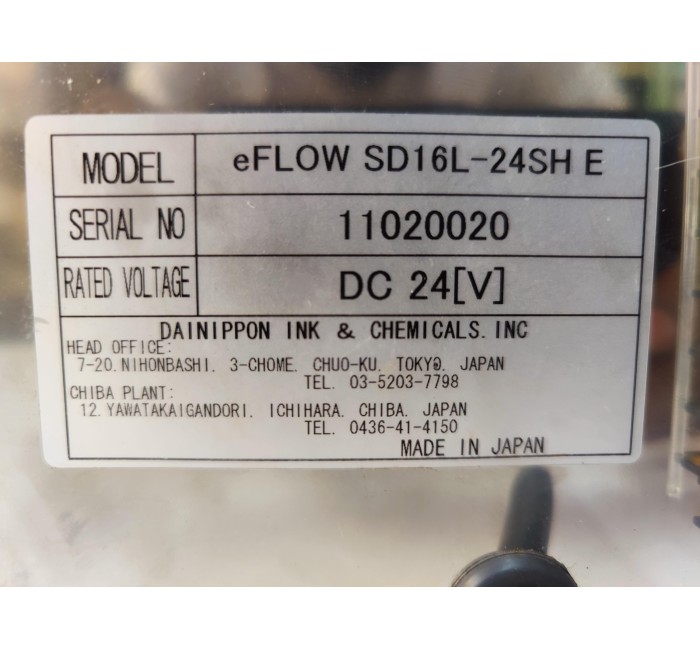 MODEL eFLOW SD16L-24SH E
SERIAL NO 11020020
RATED VOLTAGE DC 24[V]
DAINIPPON INK & CHEMICALS. INC
HEAD OFFICE:
7-20. NIHONBASHI. 3-CHOME. CHUO-KU. TOKYO. JAPAN
TEL. 03-5203-7798
CHIBA PLANT:
12. YAWATAKAIGANDORI. ICHIHARA. CHIBA. JAPAN
TEL. 0436-41-4150
MADE IN JAPAN